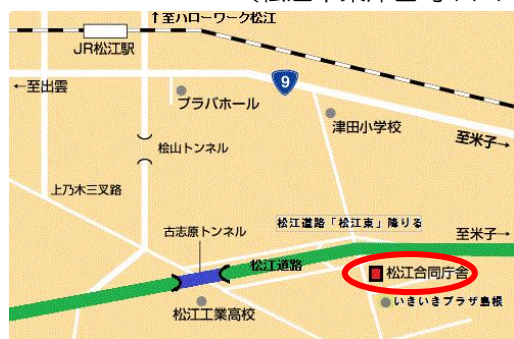 ↑至ハローワーク松江
JR松江駅
←至出雲
9
プラバホール
津田小学校
至米子→
桧山トンネル
上乃木三叉路
松江道路「松江東」降りる
古志原トンネル
至米子→
松江道路
松江合同庁舎
いきいきプラザ島根
松江工業高校